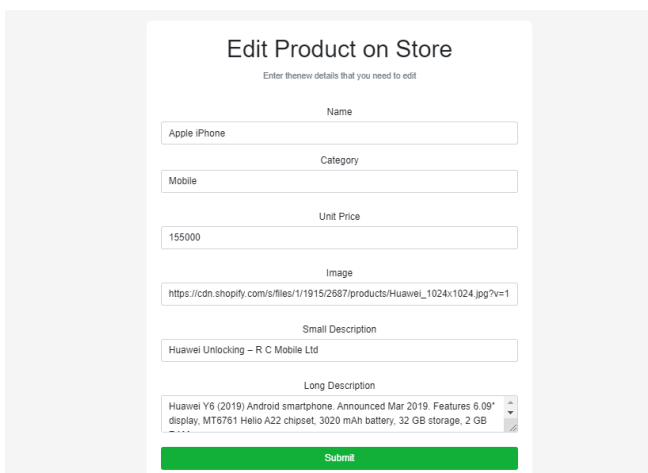 Edit Product on Store
Enter thenew details that you need to edit
Name
Apple iPhone
Category
Mobile
Unit Price
155000
Image
https://cdn.shopify.com/s/files/1/1915/2687/products/Huawei_1024x1024.jpg?v=1
Small Description
Huawei Unlocking – R C Mobile Ltd
Long Description
Huawei Y6 (2019) Android smartphone. Announced Mar 2019. Features 6.09″
display, MT6761 Helio A22 chipset, 3020 mAh battery, 32 GB storage, 2 GB
Submit